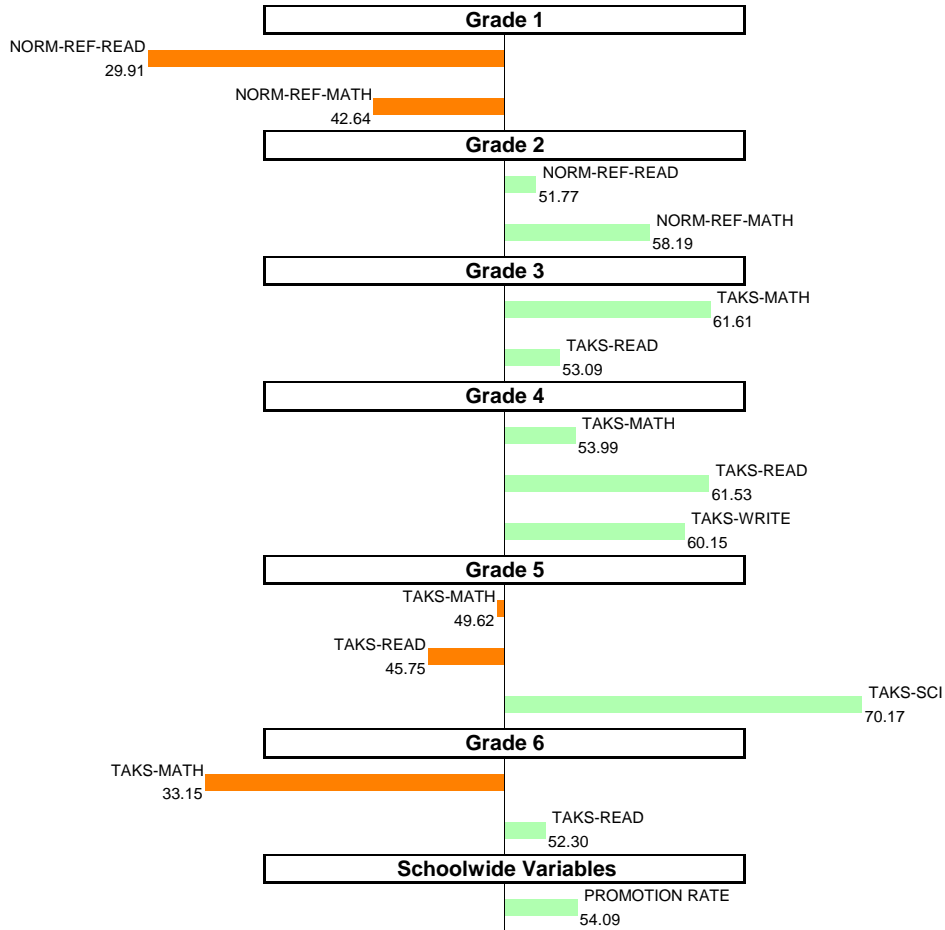 Grade 1
NORM-REF-READ
29.91
NORM-REF-MATH
42.64
Grade 2
NORM-REF-READ
51.77
NORM-REF-MATH
58.19
Grade 3
TAKS-MATH
61.61
TAKS-READ
53.09
Grade 4
TAKS-MATH
53.99
TAKS-READ
61.53
TAKS-WRITE
60.15
Grade 5
TAKS-MATH
49.62
TAKS-READ
45.75
TAKS-SCI
70.17
Grade 6
TAKS-MATH
33.15
TAKS-READ
52.30
Schoolwide Variables
PROMOTION RATE
54.09